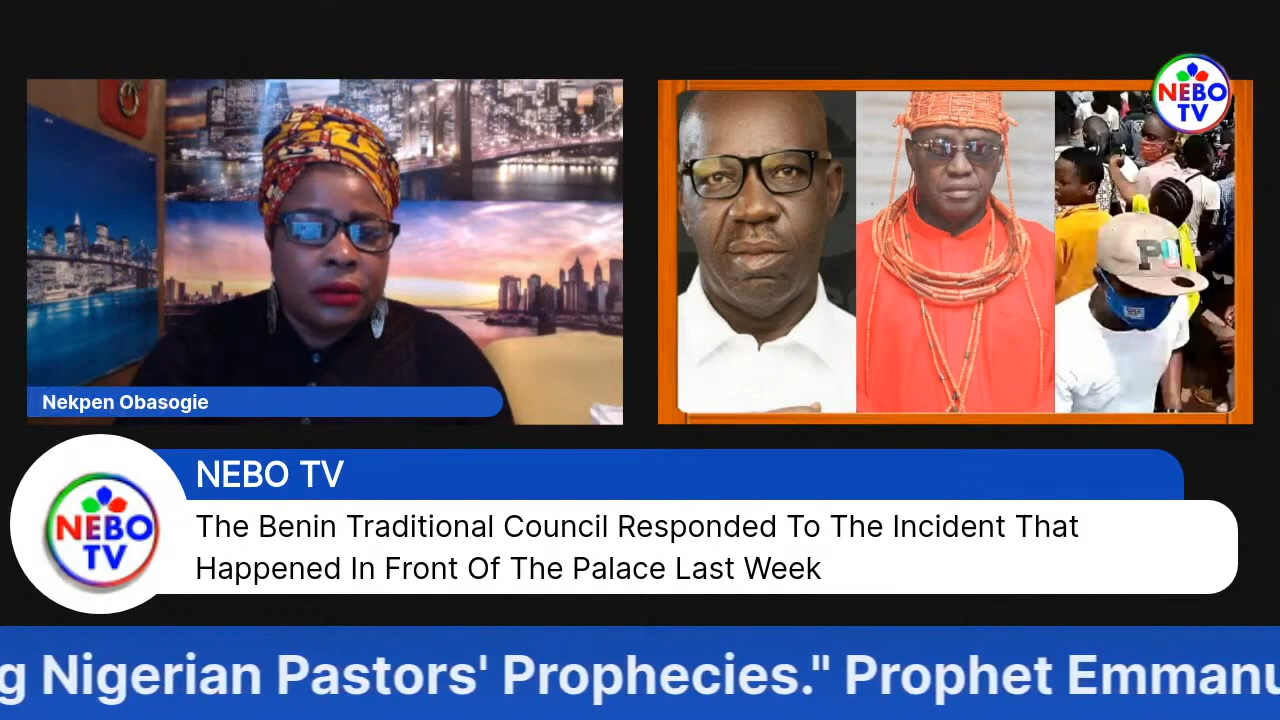 NEBO
TV
Nekpen Obasogie
NEBO TV
NEBO
TV
The Benin Traditional Council Responded To The Incident That
Happened In Front Of The Palace Last Week
g Nigerian Pastors' Prophecies." Prophet Emmanu